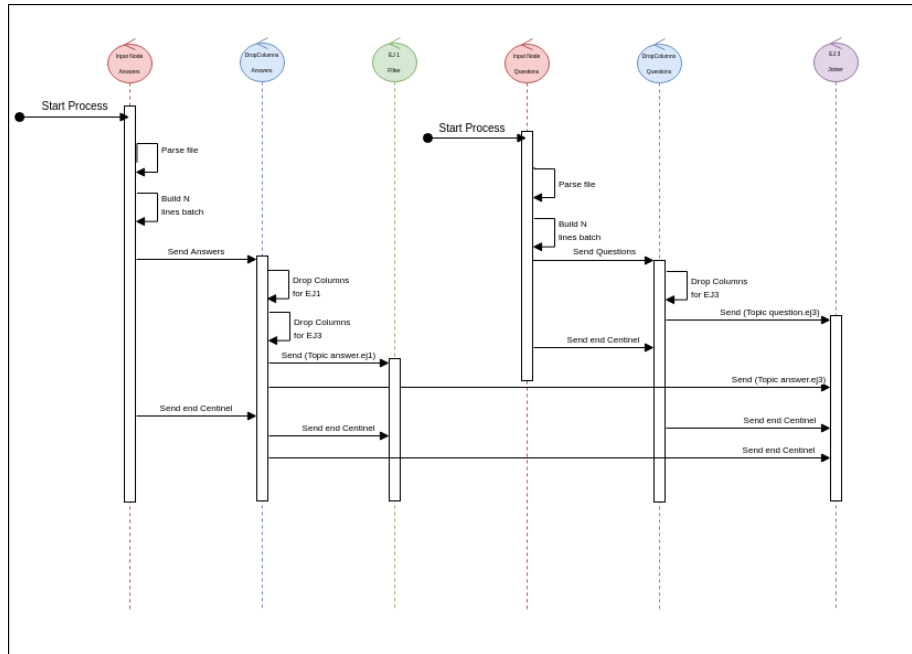 Input Node
Answers
DropColumns
Answers
EJ 1
Filter
Input Node
Questions
DropColumns
Questions
EJ 3
Joiner
Start Process
Start Process
Parse file
Parse file
Build N
lines batch
Build N
lines batch
Send Answers
Send Questions
Drop Columns
for EJ1
Drop Columns
for EJ3
Drop Columns
for EJ3
Send (Topic question.ej3)
Send end Centinel
Send (Topic answer.ej1)
Send (Topic answer.ej3)
Send end Centinel
Send end Centinel
Send end Centinel
Send end Centinel